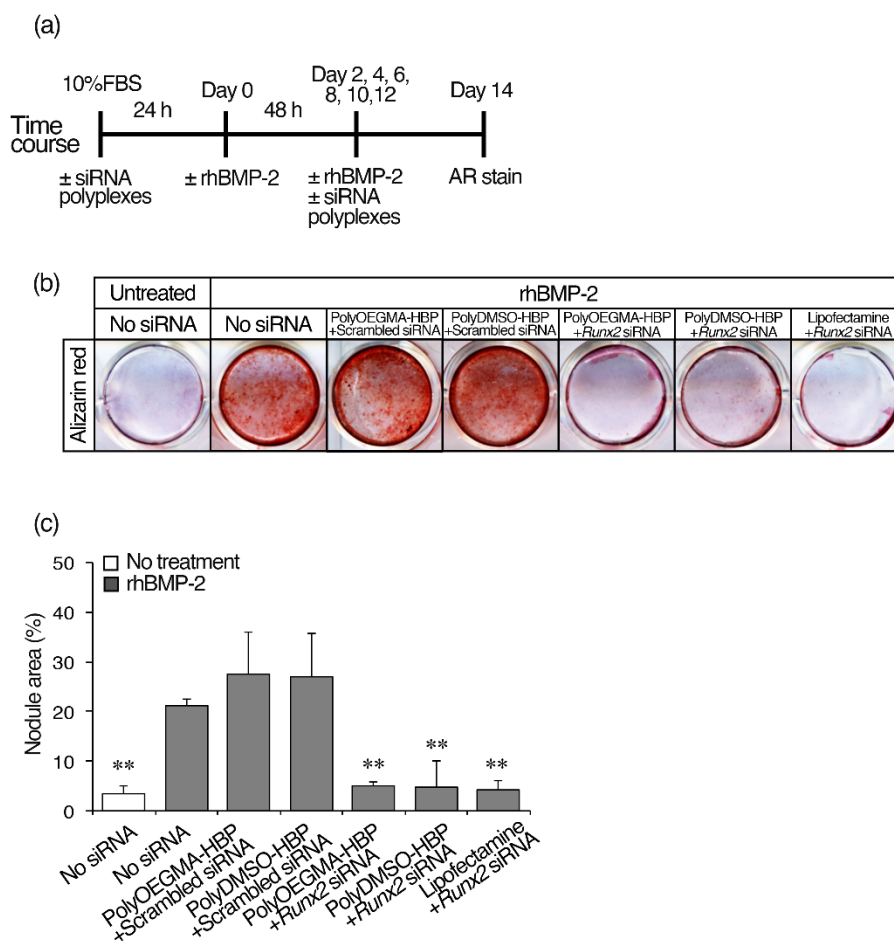 (a)
10%FBS
24 h
Day 0
48 h
Day 2, 4, 6,
8, 10,12
Day 14
Time
course
± siRNA
polyplexes
± rhBMP-2
± rhBMP-2
± siRNA
polyplexes
AR stain
(b)
Untreated
rhBMP-2
No siRNA
No siRNA
PolyOEGMA-HBP
+Scrambled siRNA
PolyDMSO-HBP
+Scrambled siRNA
PolyOEGMA-HBP
+Runx2 siRNA
PolyDMSO-HBP
+Runx2 siRNA
Lipofectamine
+Runx2 siRNA
Alizarin red
(c)
No treatment
rhBMP-2
Nodule area (%)
50
40
30
20
10
0
**
**
**
**
No siRNA
No siRNA
PolyOEGMA-HBP
+Scrambled siRNA
PolyDMSO-HBP
+Scrambled siRNA
PolyOEGMA-HBP
+Runx2 siRNA
PolyDMSO-HBP
+Runx2 siRNA
Lipofectamine
+Runx2 siRNA